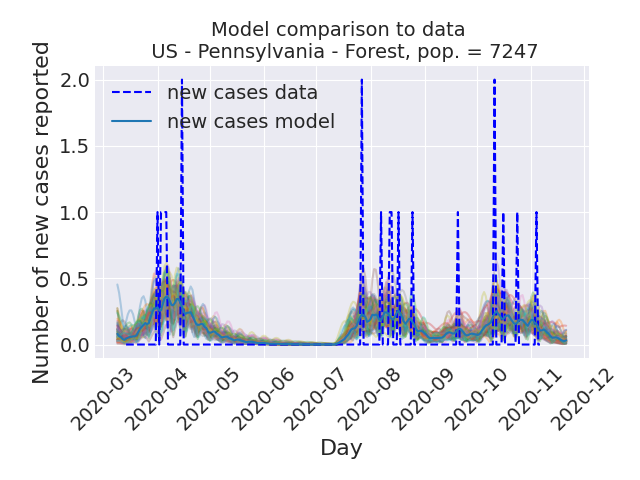 Model comparison to data
US - Pennsylvania - Forest, pop. = 7247
Number of new cases reported
2.0
1.5
1.0
0.5
0.0
new cases data
new cases model
2020-03
2020-04
2020-05
2020-06
2020-07
2020-08
2020-09
2020-10
2020-11
2020-12
Day